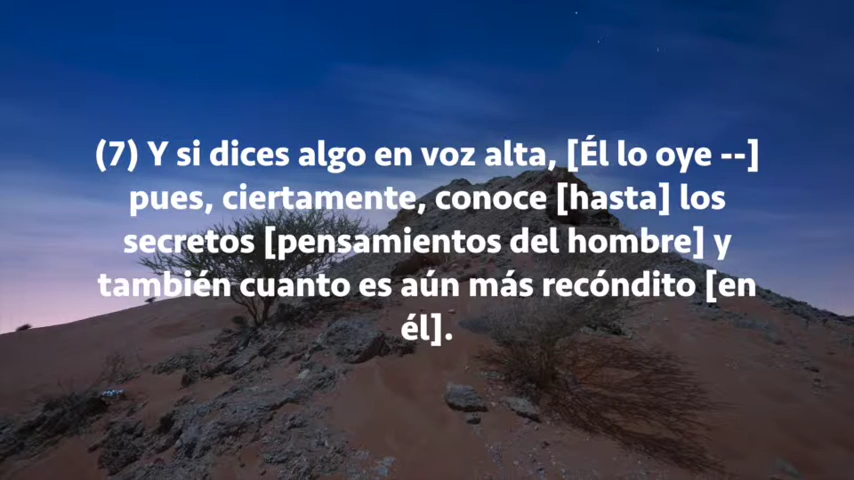 (7) Y si dices algo en voz alta, [Él lo oye --]
pues, ciertamente, conoce [hasta] los
secretos [pensamientos del hombre] y
también cuanto es aún más recóndito [en
él].